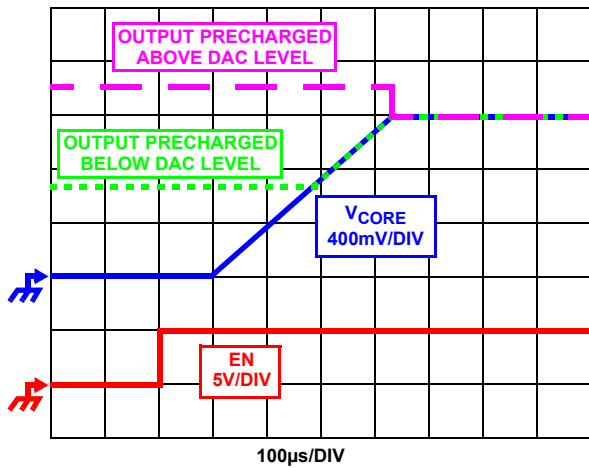 OUTPUT PRECHARGED
ABOVE DAC LEVEL
OUTPUT PRECHARGED
BELOW DAC LEVEL
VCORE
400mV/DIV
EN
5V/DIV
100µs/DIV